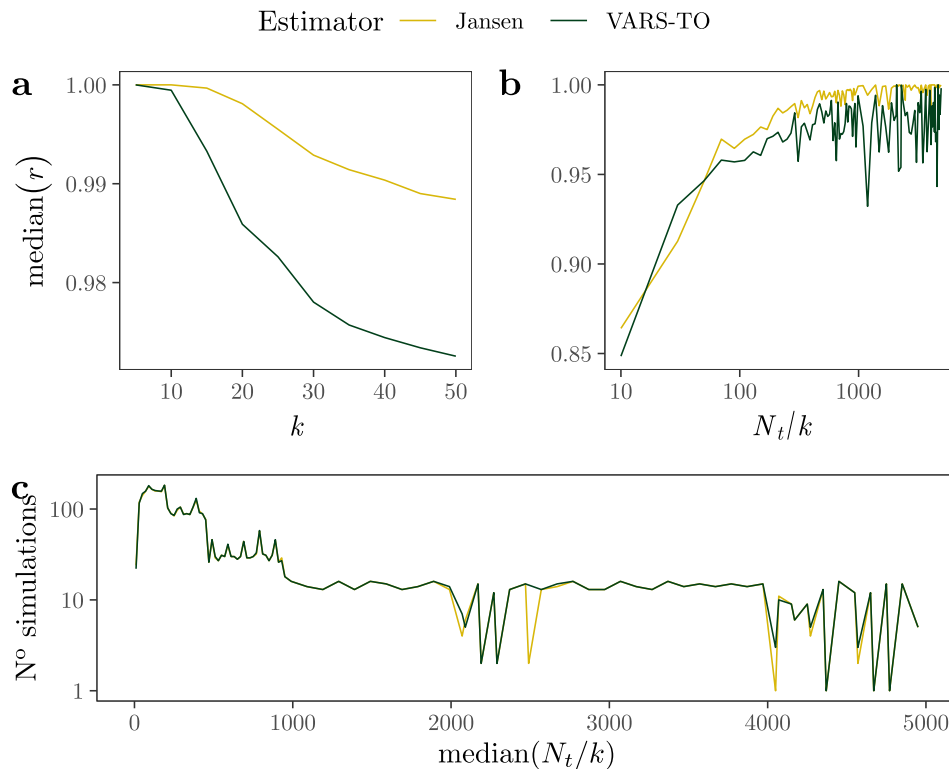 Estimator Jansen VARS-TO
a
median(r)
1.00
0.99
0.98
10 20 30 40 50
k
b
1.00
0.95
0.90
0.85
10 100 1000
N_t/k
c
Nº simulations
100
10
1
0 1000 2000 3000 4000 5000
median(N_t/k)